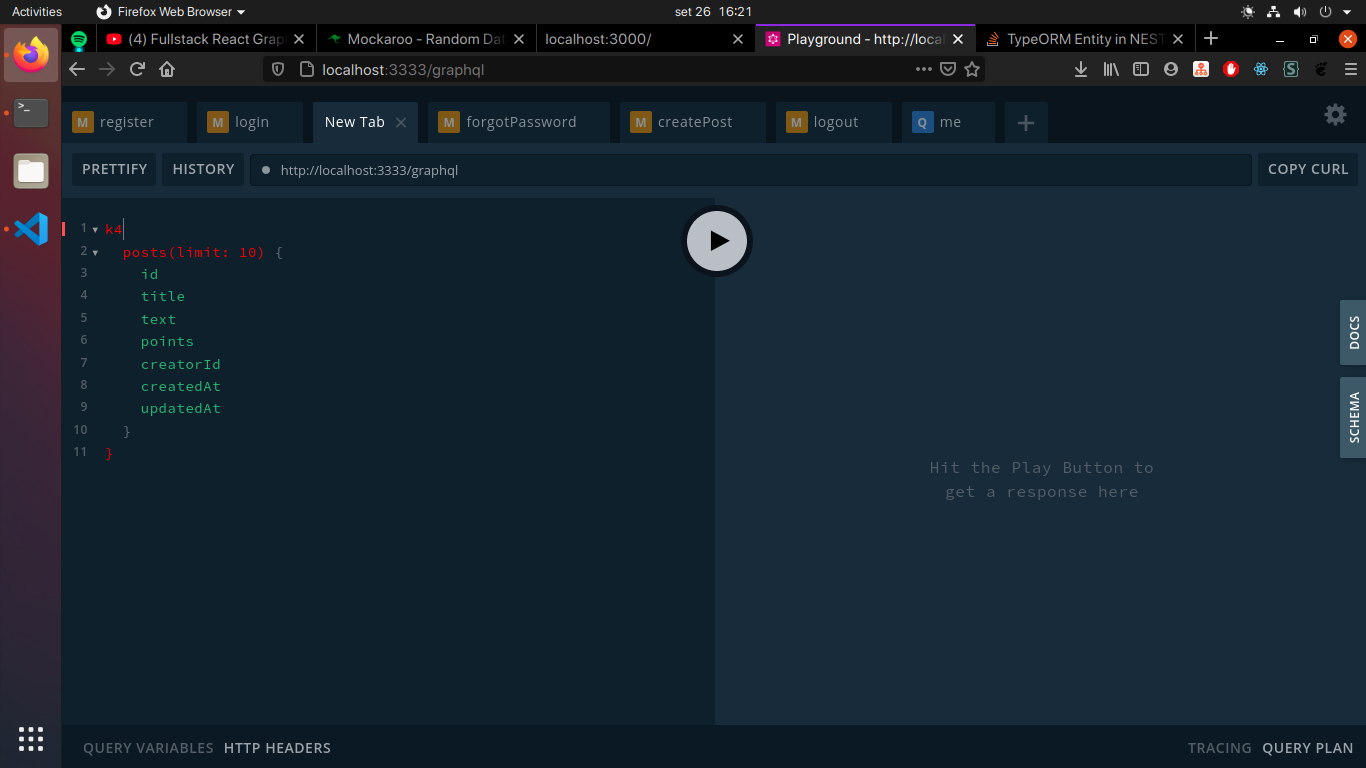 Activities Firefox Web Browser set 26 16:21
(4) Fullstack React Grap Mockaroo - Random Dat localhost:3000/ Playground - http://local TypeORM Entity in NEST
localhost:3333/graphql
M register M login New Tab M forgotPassword M createPost M logout Q me
PRETTIFY HISTORY http://localhost:3333/graphql COPY CURL
1 k4
2 posts(limit: 10) {
3 id
4 title
5 text
6 points
7 creatorId
8 createdAt
9 updatedAt
10 }
11 }
Hit the Play Button to
get a response here
DOCS
SCHEMA
QUERY VARIABLES HTTP HEADERS TRACING QUERY PLAN